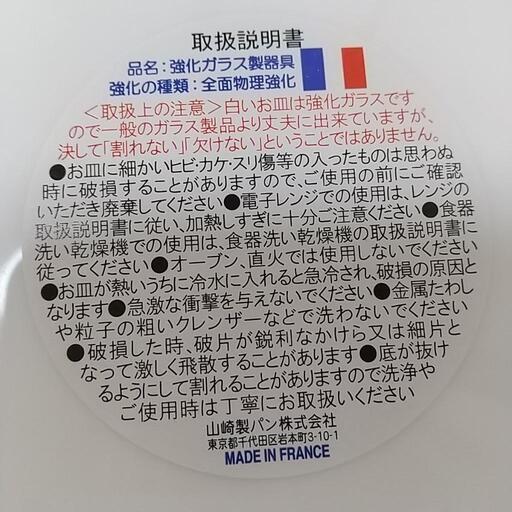 取扱説明書
品名：強化ガラス製器具
強化の種類：全面物理強化
＜取扱上の注意＞白いお皿は強化ガラスです
ので一般のガラス製品より丈夫に出来ていますが、
決して「割れない」「欠けない」ということではありません。
●お皿に細かいヒビ・カケ・スリ傷等の入ったものは思わぬ
時に破損することがありますので、ご使用の前にご確認
いただき廃棄してください●電子レンジでの使用は、レンジの
取扱説明書に従い、加熱しすぎに十分ご注意ください●食器
洗い乾燥機での使用は、食器洗い乾燥機の取扱説明書に
従ってください●オーブン、直火では使用しないでください
●お皿が熱いうちに冷水に入れると急冷され、破損の原因と
なります●急激な衝撃を与えないでください●金属たわし
や粒子の粗いクレンザーなどで洗わないでください
●破損した時、破片が鋭利なかけら又は細片と
なって激しく飛散することがあります●底が抜け
るようにして割れることがありますので洗浄や
ご使用時は丁寧にお取扱いください
山崎製パン株式会社
東京都千代田区岩本町3-10-1
MADE IN FRANCE